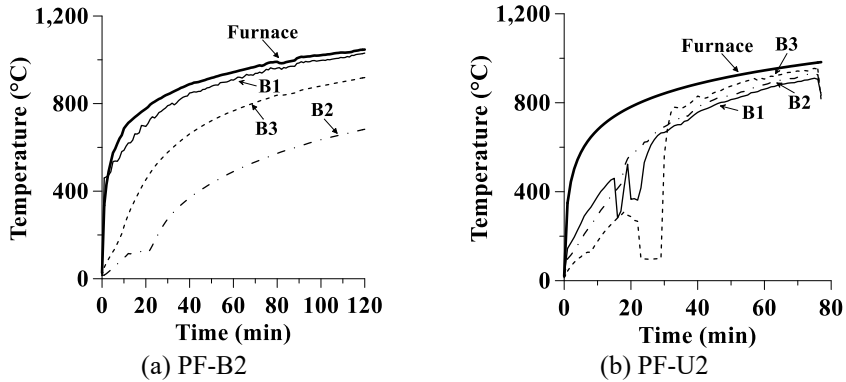 1,200
800
400
0
Temperature (°C)
Furnace
B1
B3
B2
0 20 40 60 80 100 120
Time (min)
(a) PF-B2
1,200
800
400
0
Temperature (°C)
Furnace
B3
B2
B1
0 20 40 60 80
Time (min)
(b) PF-U2